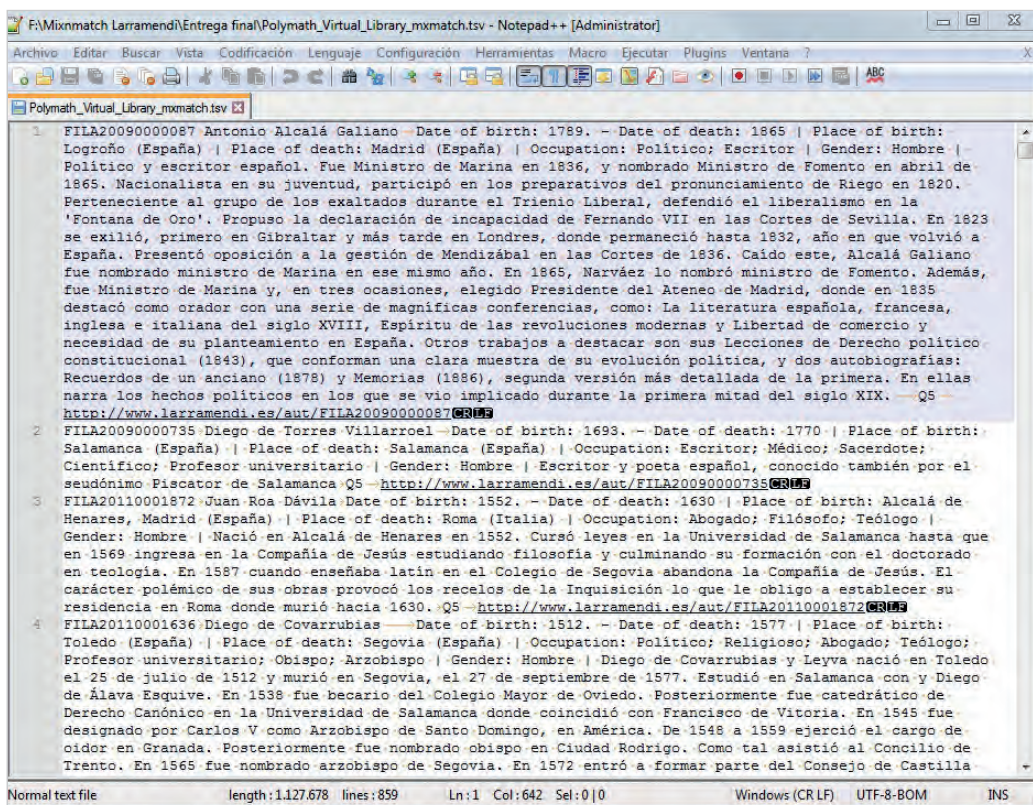 F:\Mixnmatch Larramendi\Entrega final\Polymath_Virtual_Library_mxmatch.tsv - Notepad++ [Administrator]
Archivo Editar Buscar Vista Codificación Lenguaje Configuración Herramientas Macro Ejecutar Plugins Ventana ? X
ABC
Polymath_Virtual_Library_mxmatch.tsv
1 FILA20090000087 Antonio Alcalá Galiano Date of birth: 1789. - Date of death: 1865 | Place of birth:
Logroño (España) | Place of death: Madrid (España) | Occupation: Político; Escritor | Gender: Hombre |
Político y escritor español. Fue Ministro de Marina en 1836, y nombrado Ministro de Fomento en abril de
1865. Nacionalista en su juventud, participó en los preparativos del pronunciamiento de Riego en 1820.
Perteneciente al grupo de los exaltados durante el Trienio Liberal, defendió el liberalismo en la
'Fontana de Oro'. Propuso la declaración de incapacidad de Fernando VII en las Cortes de Sevilla. En 1823
se exilió, primero en Gibraltar y más tarde en Londres, donde permaneció hasta 1832, año en que volvió a
España. Presentó oposición a la gestión de Mendizábal en las Cortes de 1836. Caído este, Alcalá Galiano
fue nombrado ministro de Marina en ese mismo año. En 1865, Narváez lo nombró ministro de Fomento. Además,
fue Ministro de Marina y, en tres ocasiones, elegido Presidente del Ateneo de Madrid, donde en 1835
destacó como orador con una serie de magníficas conferencias, como: La literatura española, francesa,
inglesa e italiana del siglo XVIII, Espíritu de las revoluciones modernas y Libertad de comercio y
necesidad de su planteamiento en España. Otros trabajos a destacar son sus Lecciones de Derecho político
constitucional (1843), que conforman una clara muestra de su evolución política, y dos autobiografías:
Recuerdos de un anciano (1878) y Memorias (1886), segunda versión más detallada de la primera. En ellas
narra los hechos políticos en los que se vio implicado durante la primera mitad del siglo XIX. Q5
http://www.larramendi.es/aut/FILA20090000087CRLF
2 FILA20090000735 Diego de Torres Villarroel Date of birth: 1693. - Date of death: 1770 | Place of birth:
Salamanca (España) | Place of death: Salamanca (España) | Occupation: Escritor; Médico; Sacerdote;
Científico; Profesor universitario | Gender: Hombre | Escritor y poeta español, conocido también por el
seudónimo Piscator de Salamanca Q5 http://www.larramendi.es/aut/FILA20090000735CRLF
3 FILA20110001872 Juan Roa Dávila Date of birth: 1552. - Date of death: 1630 | Place of birth: Alcalá de
Henares, Madrid (España) | Place of death: Roma (Italia) | Occupation: Abogado; Filósofo; Teólogo |
Gender: Hombre | Nació en Alcalá de Henares en 1552. Cursó leyes en la Universidad de Salamanca hasta que
en 1569 ingresa en la Compañía de Jesús estudiando filosofía y culminando su formación con el doctorado
en teología. En 1587 cuando enseñaba latín en el Colegio de Segovia abandona la Compañía de Jesús. El
carácter polémico de sus obras provocó los recelos de la Inquisición lo que le obligo a establecer su
residencia en Roma donde murió hacia 1630. Q5 http://www.larramendi.es/aut/FILA20110001872CRLF
4 FILA20110001636 Diego de Covarrubias Date of birth: 1512. - Date of death: 1577 | Place of birth:
Toledo (España) | Place of death: Segovia (España) | Occupation: Político; Religioso; Abogado; Teólogo;
Profesor universitario; Obispo; Arzobispo | Gender: Hombre | Diego de Covarrubias y Leyva nació en Toledo
el 25 de julio de 1512 y murió en Segovia, el 27 de septiembre de 1577. Estudió en Salamanca con y Diego
de Álava Esquive. En 1538 fue becario del Colegio Mayor de Oviedo. Posteriormente fue catedrático de
Derecho Canónico en la Universidad de Salamanca donde coincidió con Francisco de Vitoria. En 1545 fue
designado por Carlos V como Arzobispo de Santo Domingo, en América. De 1548 a 1559 ejerció el cargo de
oidor en Granada. Posteriormente fue nombrado obispo en Ciudad Rodrigo. Como tal asistió al Concilio de
Trento. En 1565 fue nombrado arzobispo de Segovia. En 1572 entró a formar parte del Consejo de Castilla
Normal text file length : 1.127.678 lines : 859 Ln : 1 Col : 642 Sel : 0 | 0 Windows (CR LF) UTF-8-BOM INS